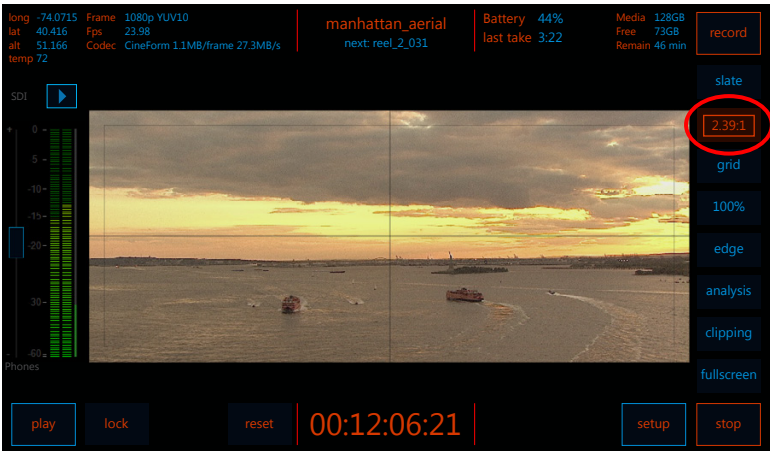 long -74.0715
lat 40.416
alt 51.166
temp 72
Frame 1080p YUV10
Fps 23.98
Codec CineForm 1.1MB/frame 27.3MB/s
manhattan_aerial
next: reel_2_031
Battery 44%
last take 3:22
Media 128GB
Free 73GB
Remain 46 min
record
SDI
slate
2.39:1
grid
100%
edge
analysis
clipping
fullscreen
+ 0 -
5 -
-10-
-15-
-20-
30-
- -60-
Phones
play
lock
reset
00:12:06:21
setup
stop